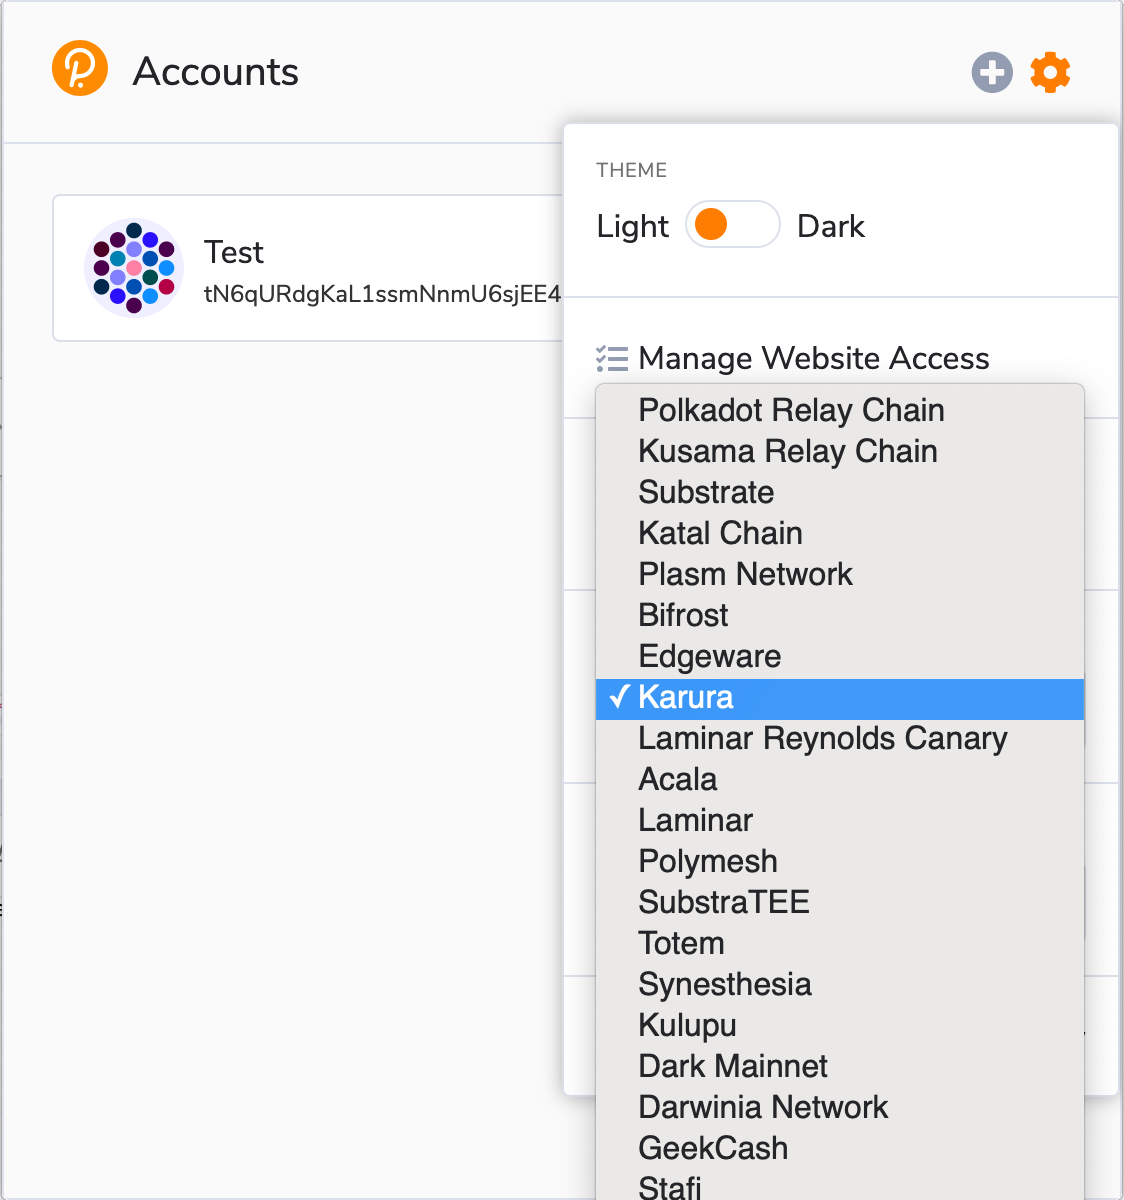 Accounts
THEME
Light Dark
Test
tN6qURdgKaL1ssmNnmU6sjEE4
Manage Website Access
Polkadot Relay Chain
Kusama Relay Chain
Substrate
Katal Chain
Plasm Network
Bifrost
Edgeware
✓ Karura
Laminar Reynolds Canary
Acala
Laminar
Polymesh
SubstraTEE
Totem
Synesthesia
Kulupu
Dark Mainnet
Darwinia Network
GeekCash
Stafi